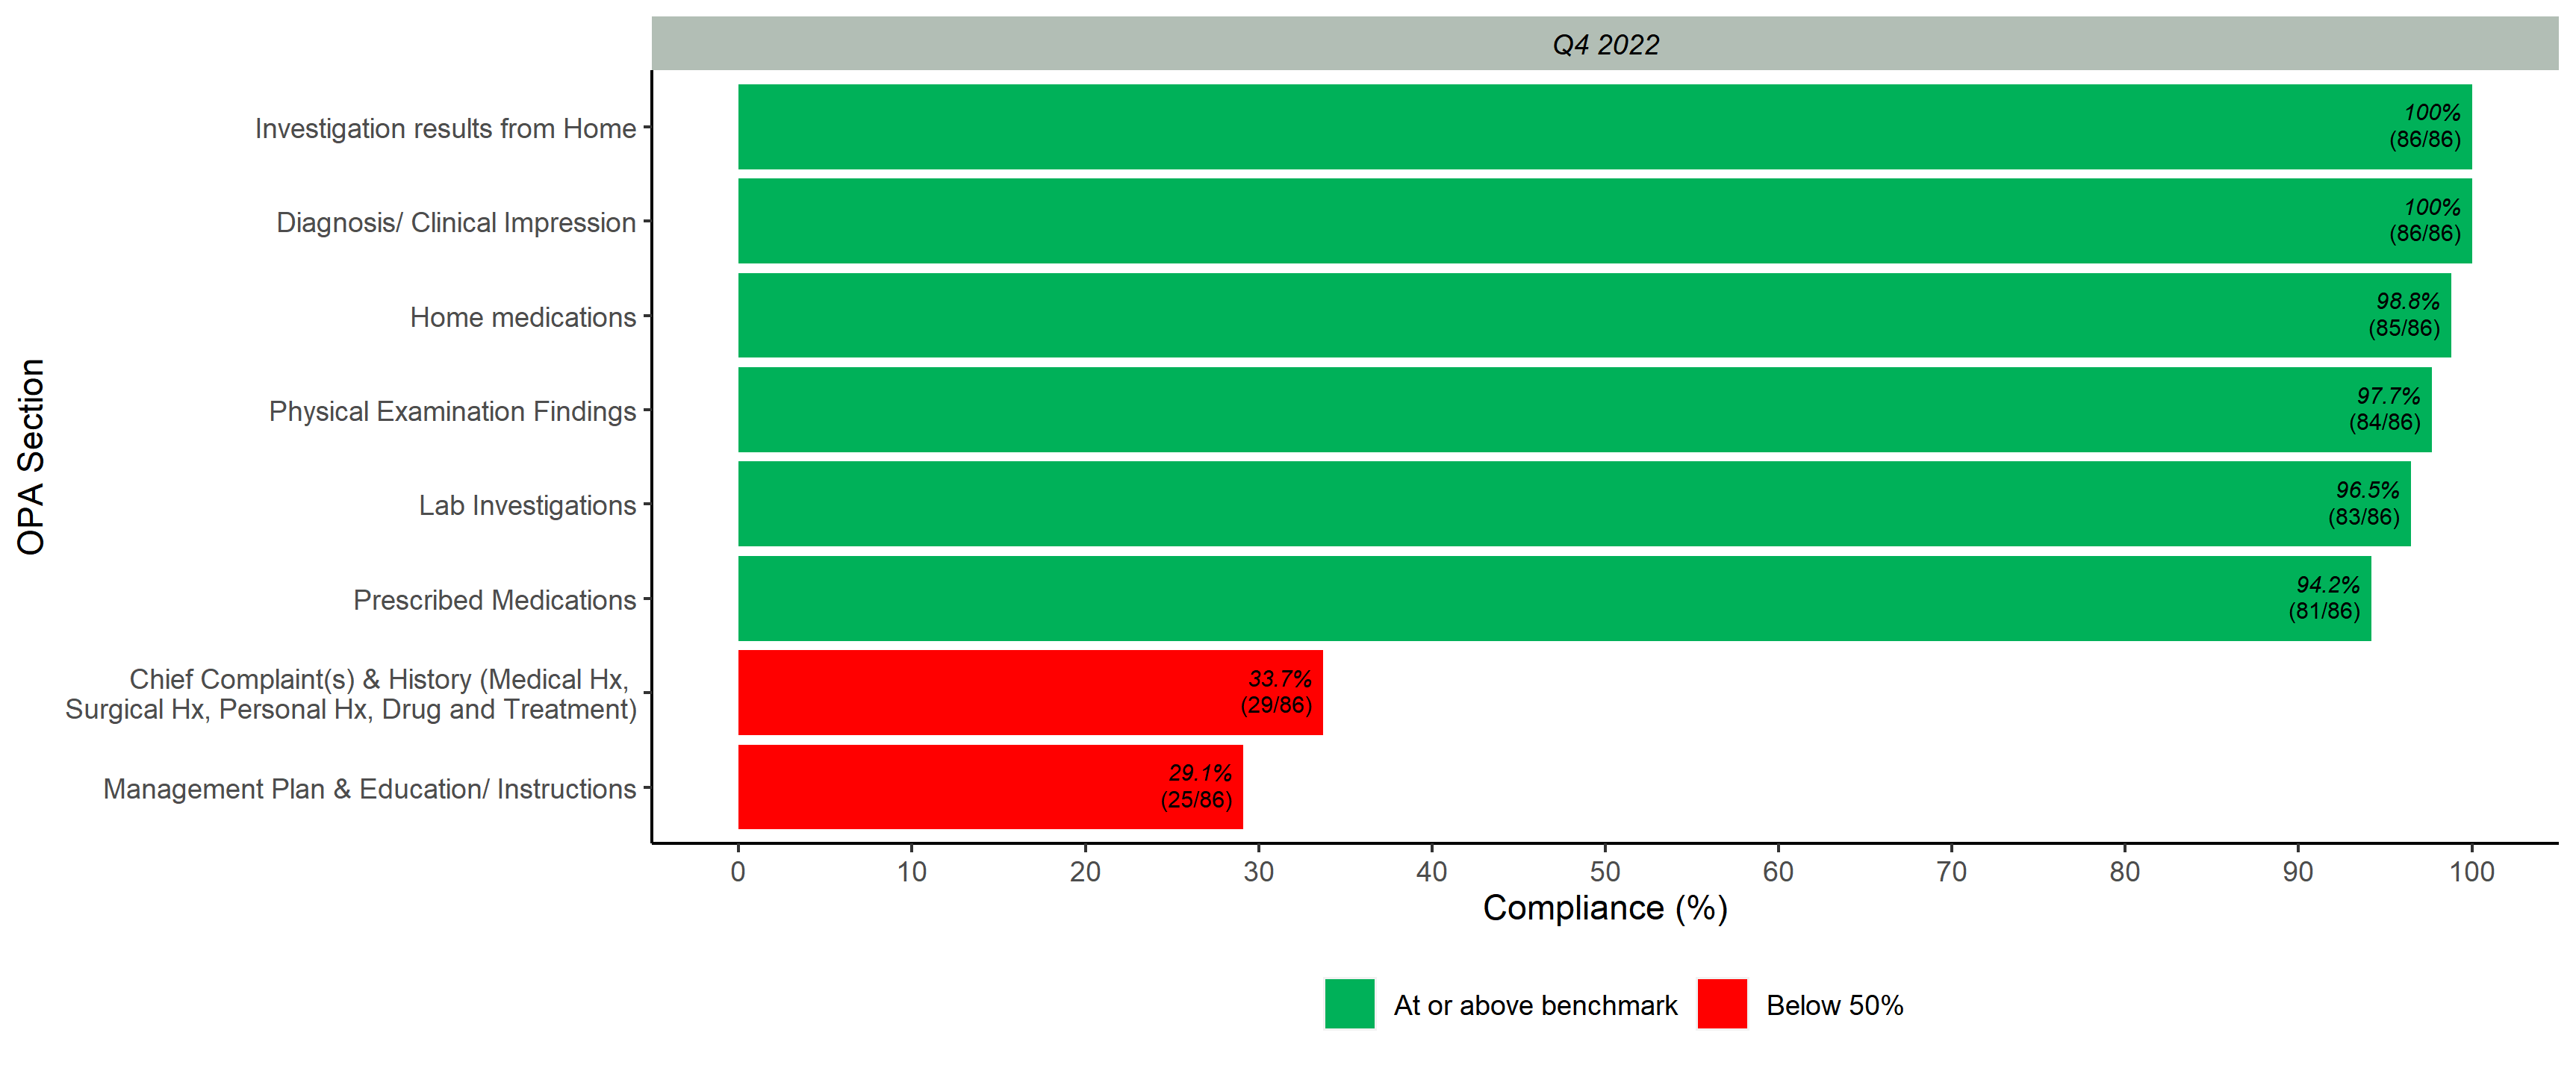 Q4 2022
OPA Section
Investigation results from Home
100%
(86/86)
Diagnosis/ Clinical Impression
100%
(86/86)
Home medications
98.8%
(85/86)
Physical Examination Findings
97.7%
(84/86)
Lab Investigations
96.5%
(83/86)
Prescribed Medications
94.2%
(81/86)
Chief Complaint(s) & History (Medical Hx,
Surgical Hx, Personal Hx, Drug and Treatment)
33.7%
(29/86)
Management Plan & Education/ Instructions
29.1%
(25/86)
0 10 20 30 40 50 60 70 80 90 100
Compliance (%)
At or above benchmark Below 50%